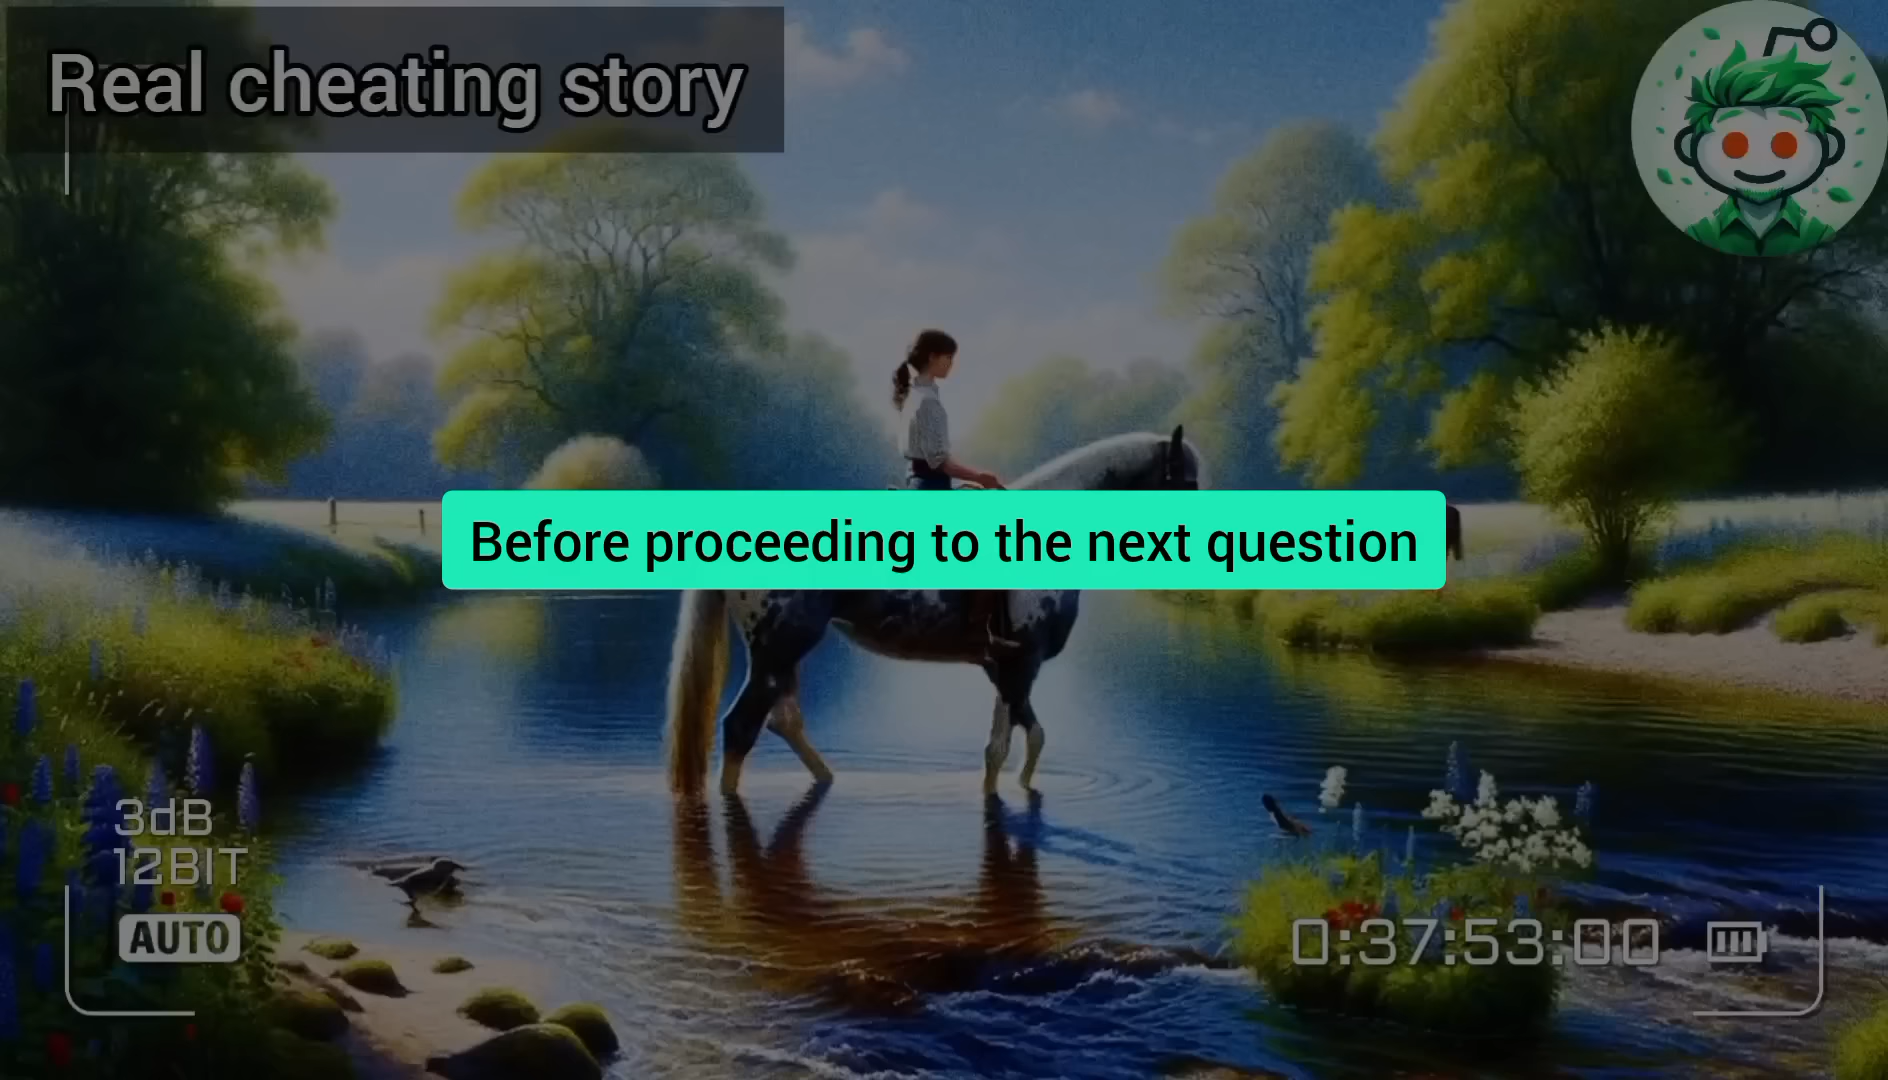 Real cheating story
Before proceeding to the next question
3dB
12BIT
AUTO
0:37:53:00